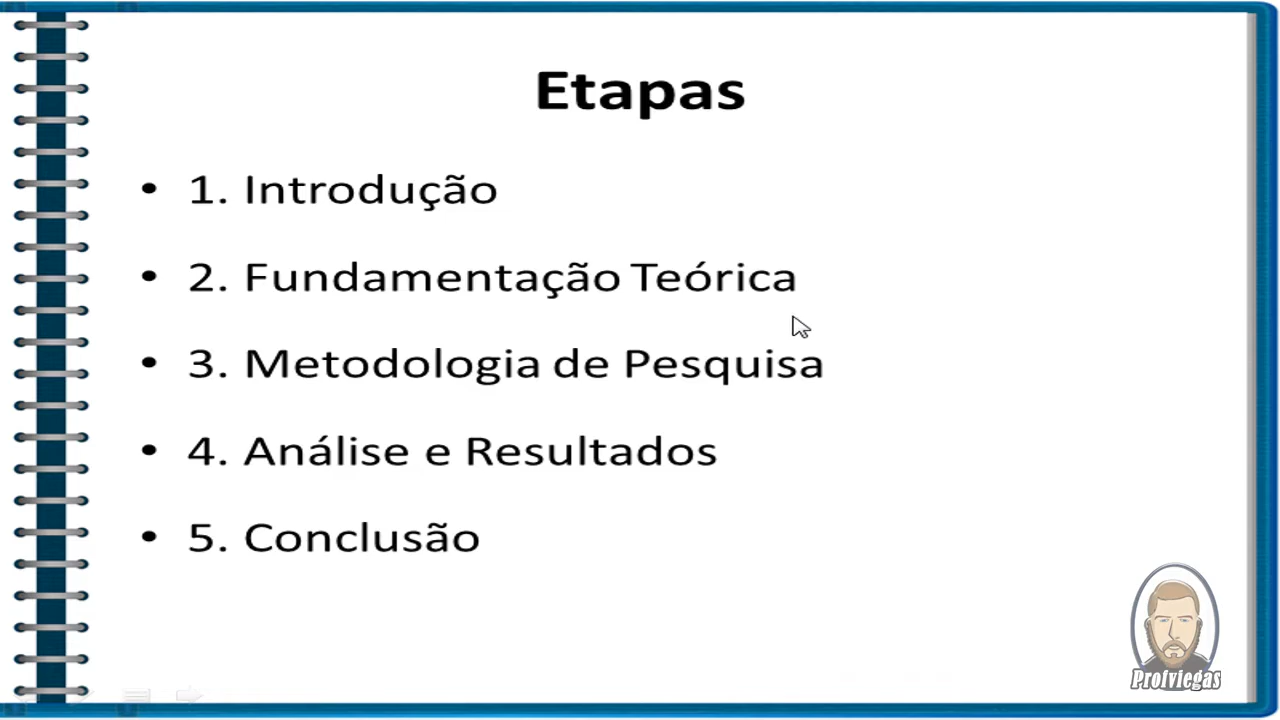 Etapas
• 1. Introdução
• 2. Fundamentação Teórica
• 3. Metodologia de Pesquisa
• 4. Análise e Resultados
• 5. Conclusão
Profviegas